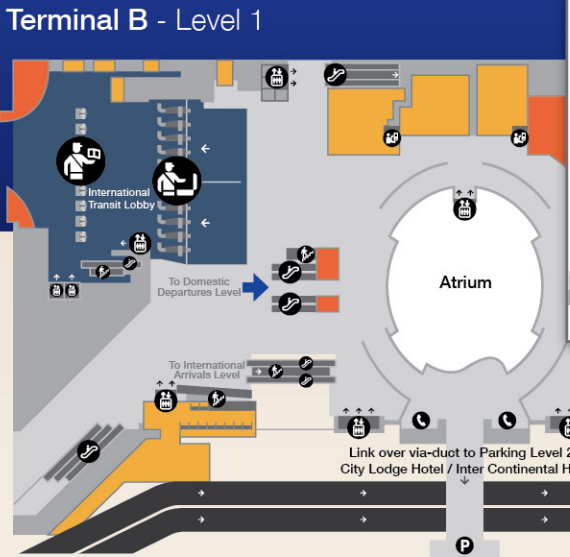 Terminal B - Level 1
International
Transit Lobby
To Domestic
Departures Level
Atrium
To International
Arrivals Level
Link over via-duct to Parking Level 2
City Lodge Hotel / Inter Continental H
P